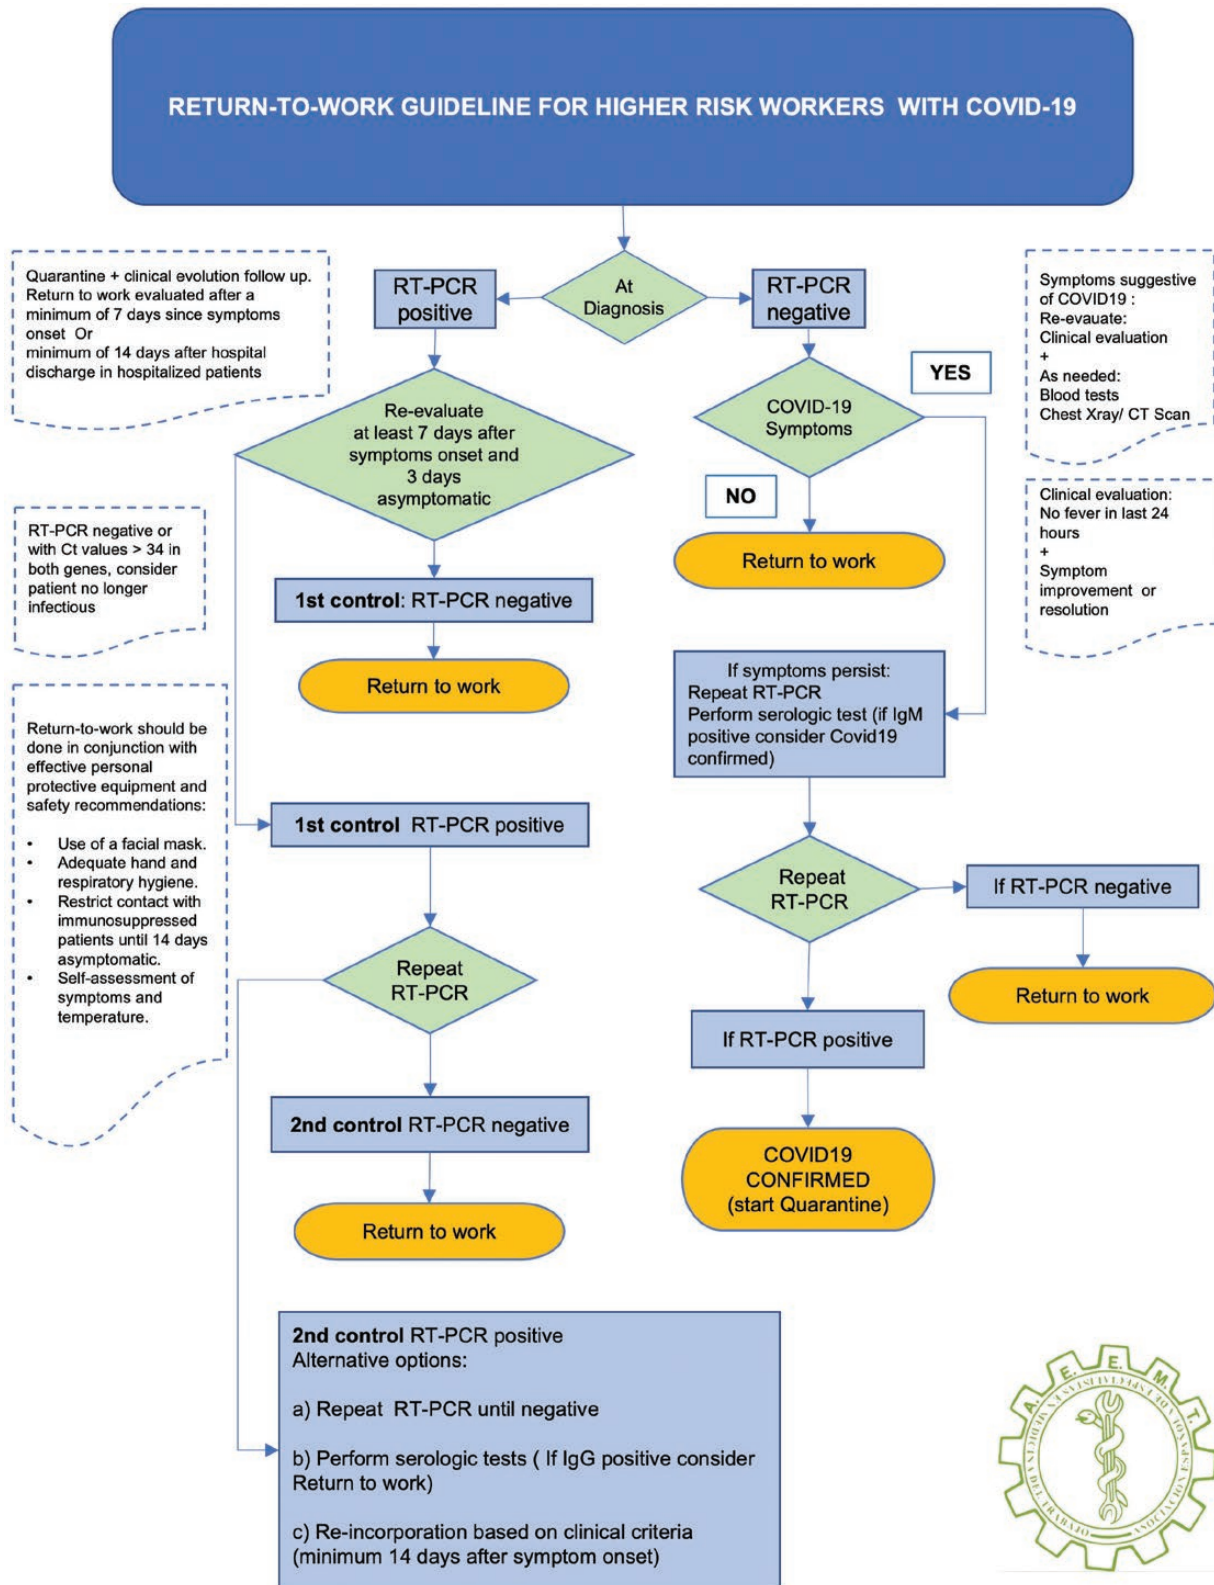 RETURN-TO-WORK GUIDELINE FOR HIGHER RISK WORKERS WITH COVID-19
Quarantine + clinical evolution follow up.
Return to work evaluated after a
minimum of 7 days since symptoms
onset Or
minimum of 14 days after hospital
discharge in hospitalized patients
RT-PCR
positive
At
Diagnosis
RT-PCR
negative
Symptoms suggestive
of COVID19 :
Re-evauate:
Clinical evaluation
+
As needed:
Blood tests
Chest Xray/ CT Scan
YES
COVID-19
Symptoms
Re-evaluate
at least 7 days after
symptoms onset and
3 days
asymptomatic
NO
Return to work
Clinical evaluation:
No fever in last 24
hours
+
Symptom
improvement or
resolution
RT-PCR negative or
with Ct values > 34 in
both genes, consider
patient no longer
infectious
1st control: RT-PCR negative
Return to work
If symptoms persist:
Repeat RT-PCR
Perform serologic test (if IgM
positive consider Covid19
confirmed)
Return-to-work should be
done in conjunction with
effective personal
protective equipment and
safety recommendations:
• Use of a facial mask.
• Adequate hand and
respiratory hygiene.
• Restrict contact with
immunosuppressed
patients until 14 days
asymptomatic.
• Self-assessment of
symptoms and
temperature.
1st control RT-PCR positive
Repeat
RT-PCR
If RT-PCR negative
Return to work
Repeat
RT-PCR
If RT-PCR positive
2nd control RT-PCR negative
COVID19
CONFIRMED
(start Quarantine)
Return to work
2nd control RT-PCR positive
Alternative options:
a) Repeat RT-PCR until negative
b) Perform serologic tests ( If IgG positive consider
Return to work)
c) Re-incorporation based on clinical criteria
(minimum 14 days after symptom onset)
A. E. E. M. T.
ASOCIACION ESPAÑOLA DE ESPECIALISTAS EN MEDICINA DEL TRABAJO